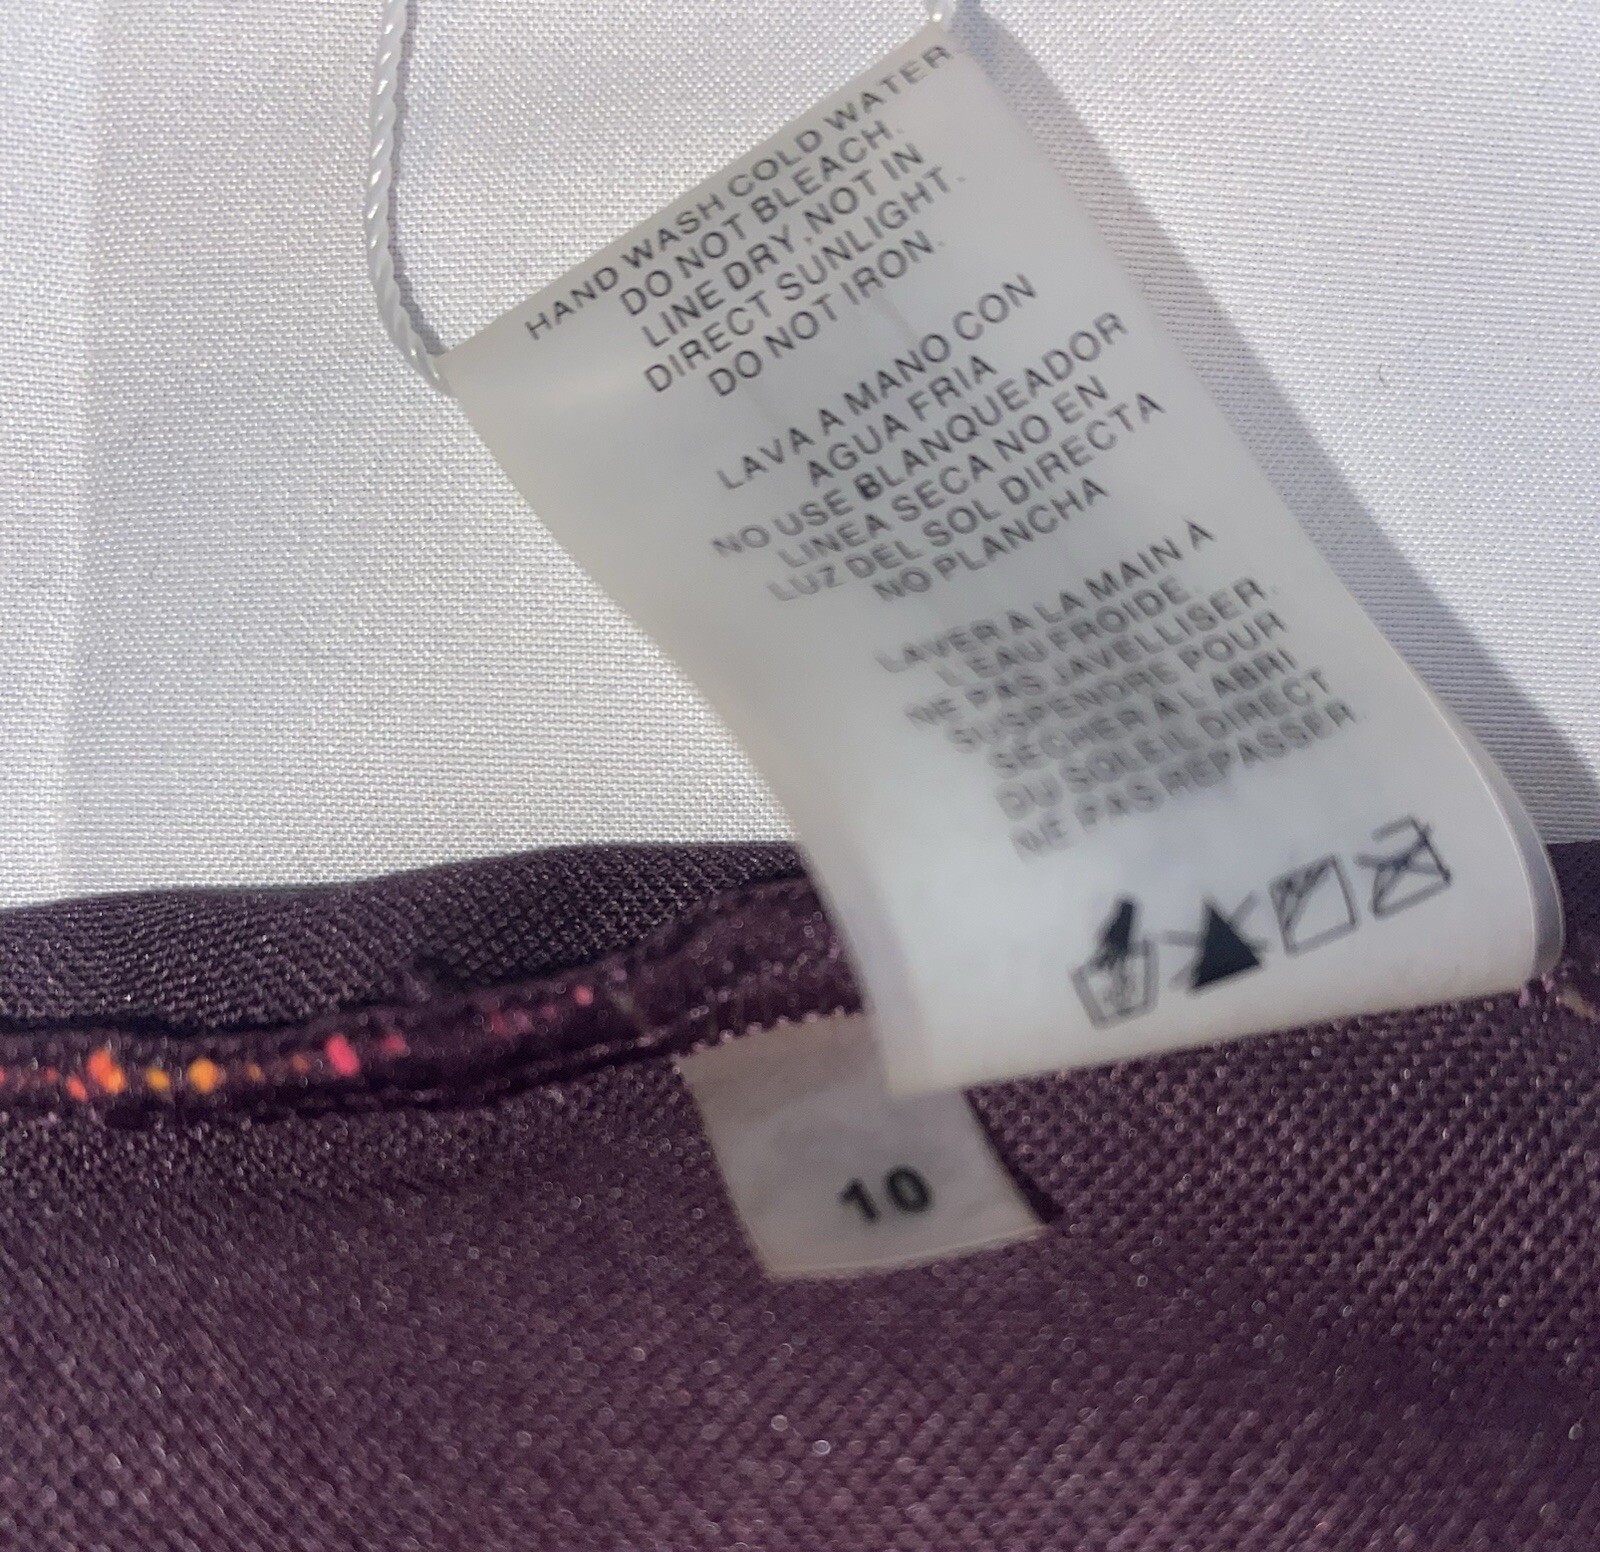 HAND WASH COLD WATER
DO NOT BLEACH.
LINE DRY, NOT IN
DIRECT SUNLIGHT.
DO NOT IRON.
LAVA A MANO CON
AGUA FRIA
NO USE BLANQUEADOR
LINEA SECA NO EN
LUZ DEL SOL DIRECTA
NO PLANCHA
LAVER A LA MAIN À
L'EAU FROIDE.
NE PAS JAVELLISER.
SUSPENDRE POUR
SÉCHER A L'ABRI
DU SOLEIL DIRECT
NE PAS REPASSER.
10